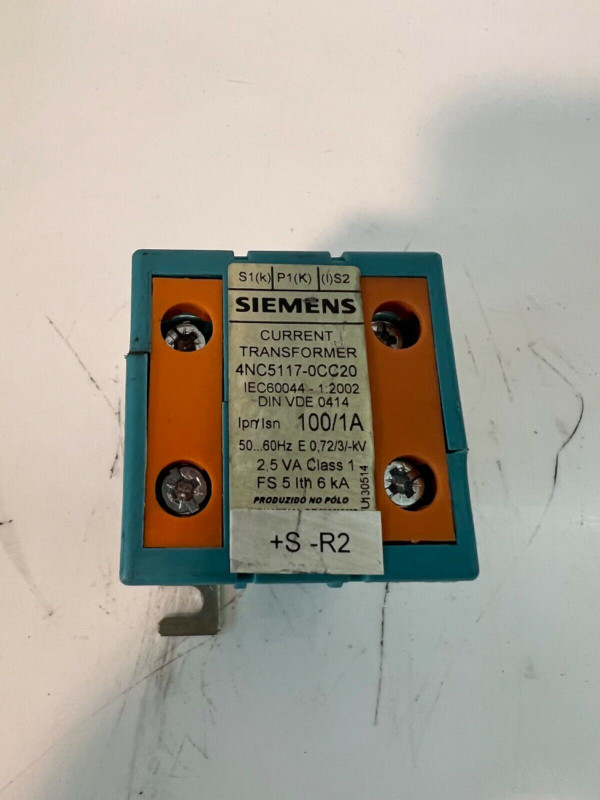 S1(k) P1(K) (l)S2
SIEMENS
CURRENT
TRANSFORMER
4NC5117-0CC20
IEC60044 - 1:2002
DIN VDE 0414
Ipn/Isn 100/1A
50...60Hz E 0,72/3/-kV
2,5 VA Class 1
FS 5 Ith 6 kA
PRODUZIDO NO PÓLO
U130514
+S -R2